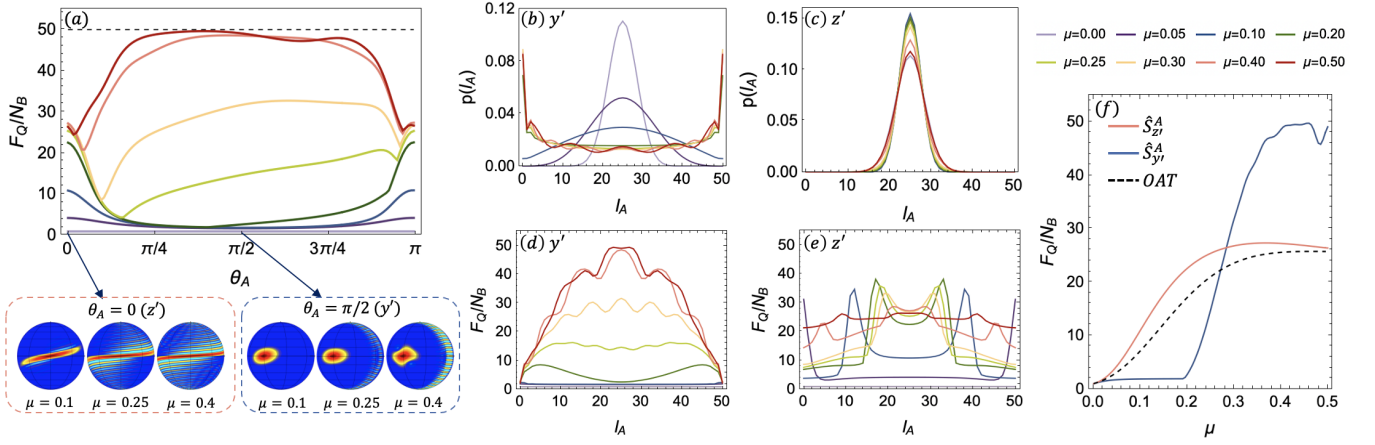 (a)
F_Q/N_B
50
40
30
20
10
0
0 π/4 π/2 3π/4 π
θ_A
θ_A = 0 (z′)
μ = 0.1 μ = 0.25 μ = 0.4
θ_A = π/2 (y′)
μ = 0.1 μ = 0.25 μ = 0.4
(b) y′
p(l_A)
0.12
0.08
0.04
0.00
0 10 20 30 40 50
l_A
(c) z′
p(l_A)
0.15
0.10
0.05
0.00
0 10 20 30 40 50
l_A
(d) y′
F_Q/N_B
50
40
30
20
10
0
0 10 20 30 40 50
l_A
(e) z′
F_Q/N_B
50
40
30
20
10
0
0 10 20 30 40 50
l_A
μ=0.00 μ=0.05 μ=0.10 μ=0.20
μ=0.25 μ=0.30 μ=0.40 μ=0.50
(f)
Ŝ^A_z′
Ŝ^A_y′
OAT
F_Q/N_B
50
40
30
20
10
0
0.0 0.1 0.2 0.3 0.4 0.5
μ